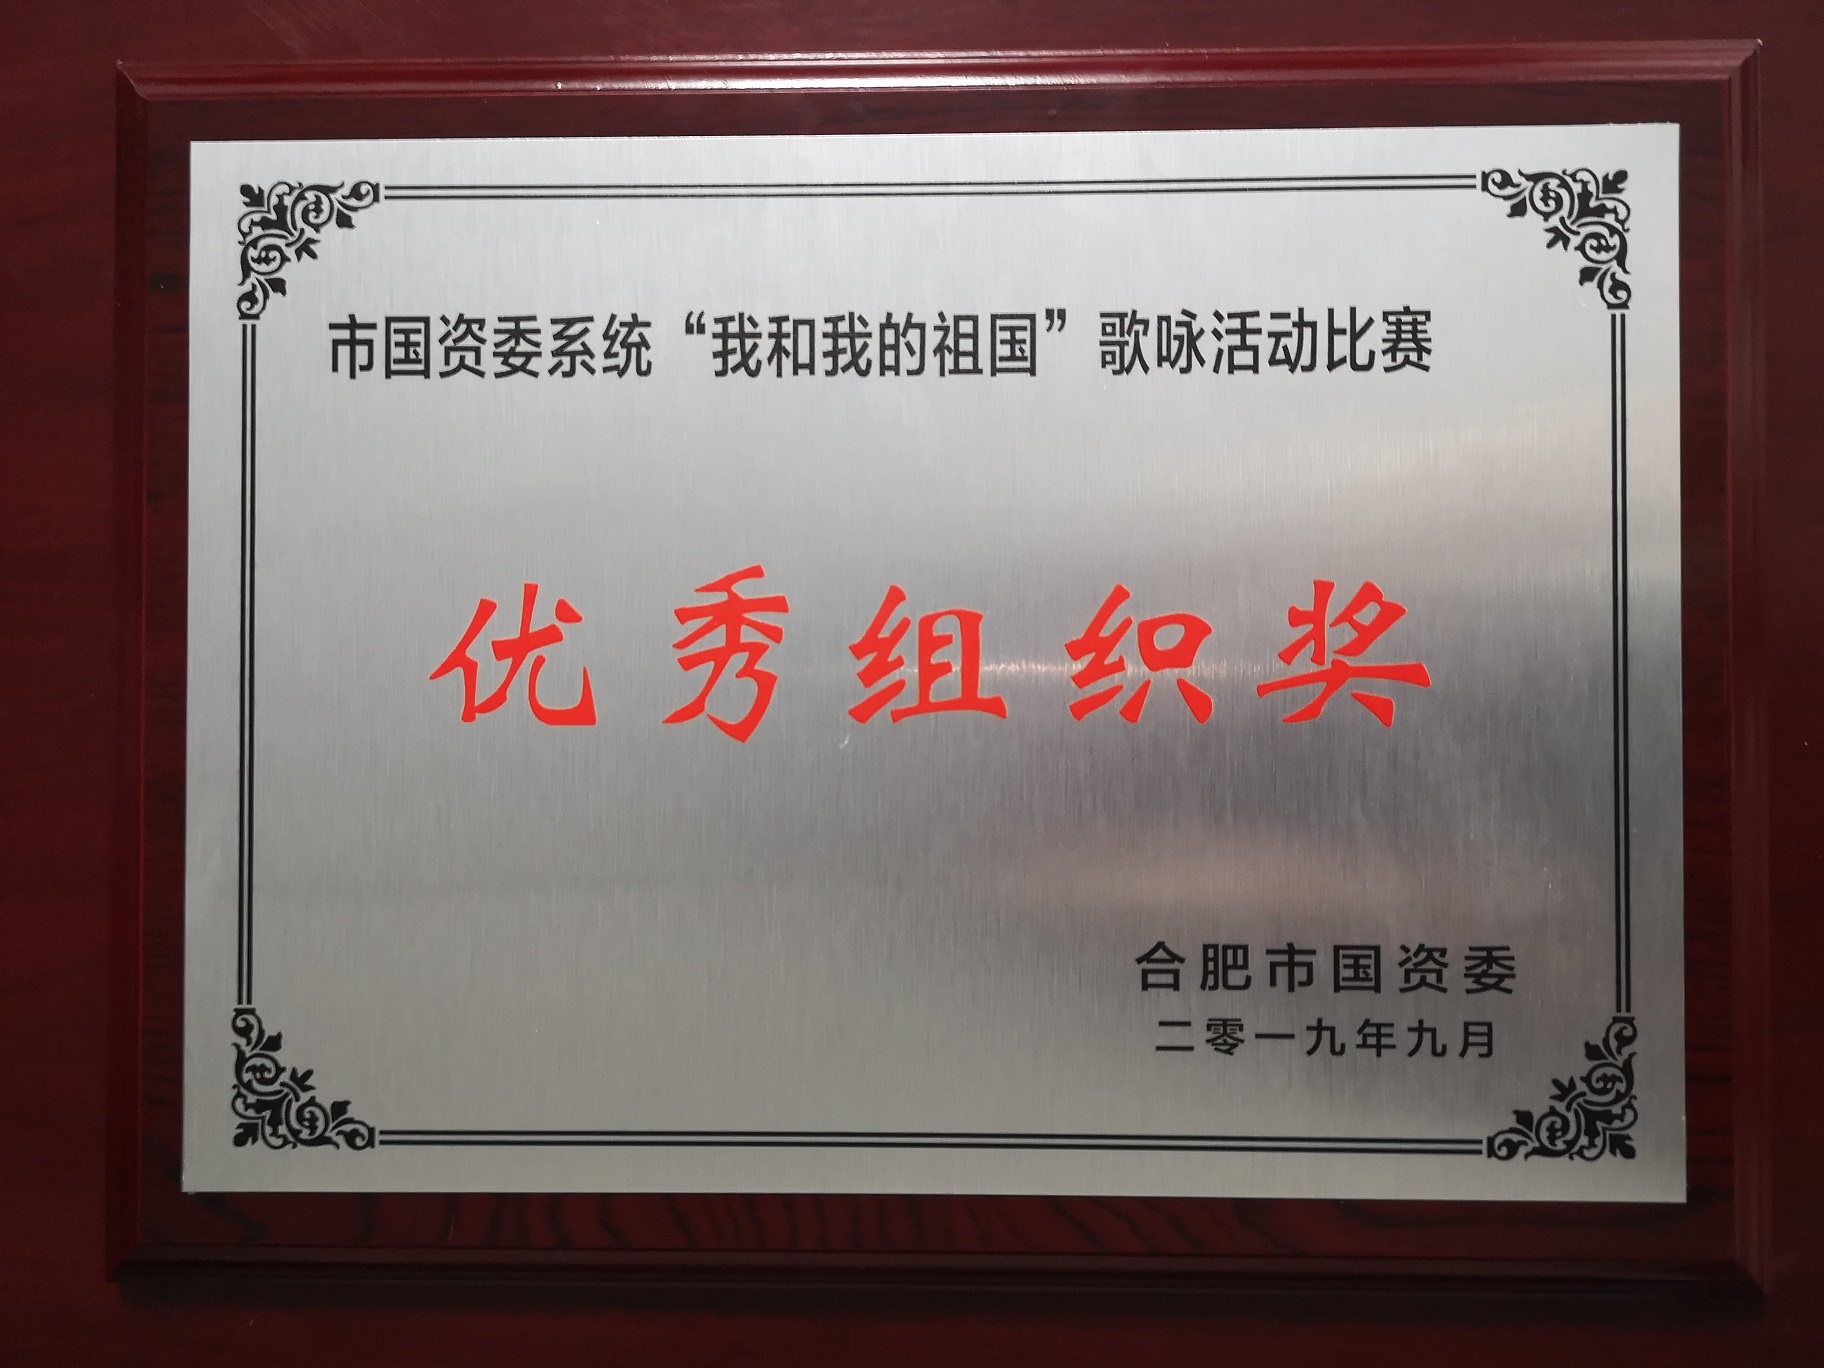 市国资委系统“我和我的祖国”歌咏活动比赛
优秀组织奖
合肥市国资委
二零一九年九月